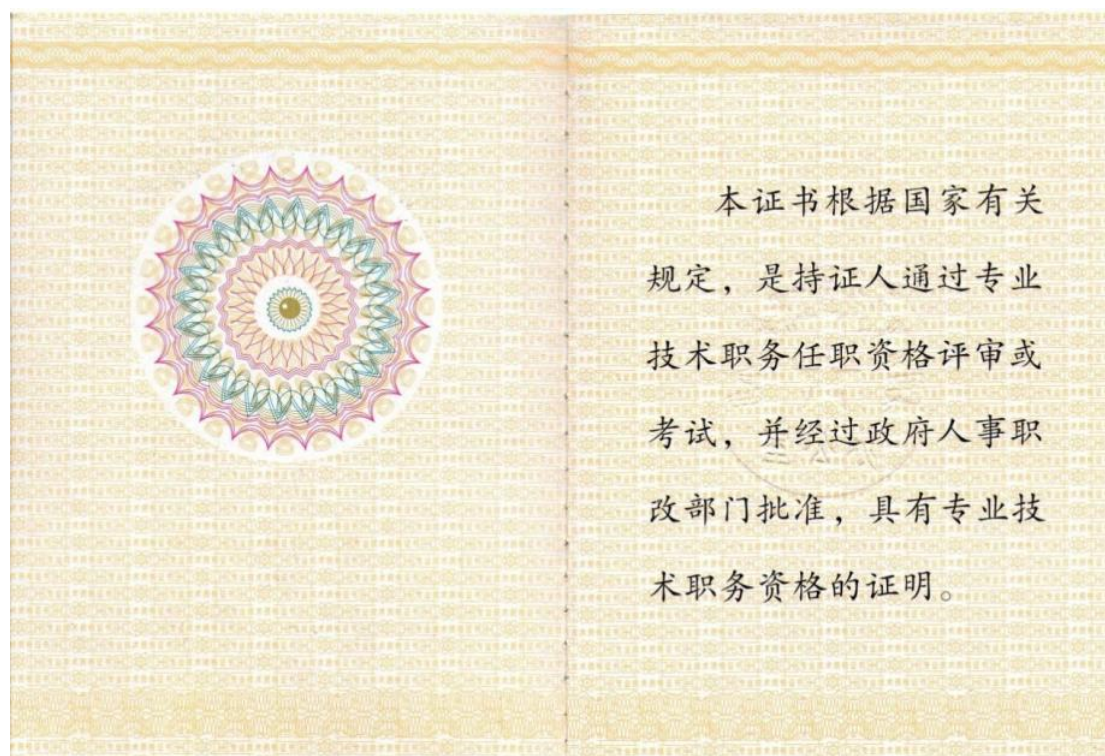 本证书根据国家有关
规定，是持证人通过专业
技术职务任职资格评审或
考试，并经过政府人事职
改部门批准，具有专业技
术职务资格的证明。